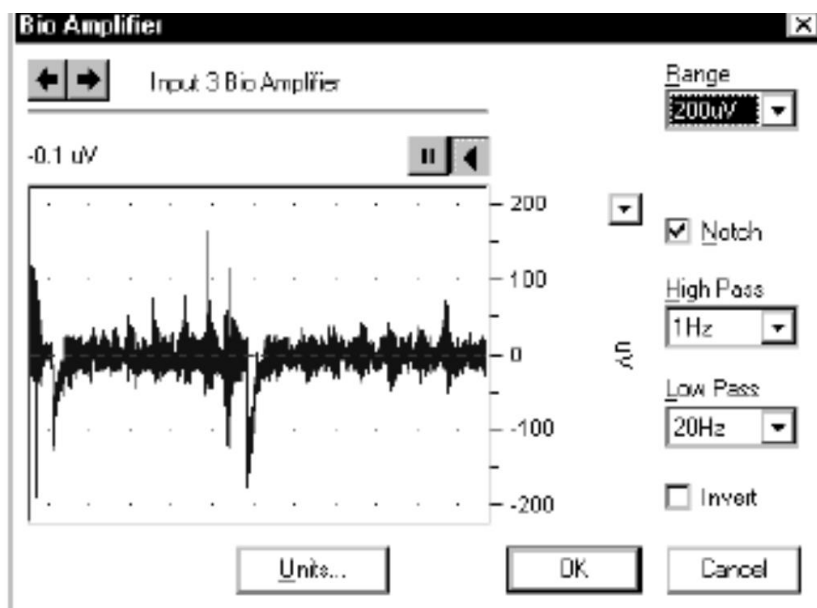 Bio Amplifier
Input 3 Bio Amplifier
Range
200uV
-0.1 uV
200
100
0
-100
-200
uV
Notch
High Pass
1Hz
Low Pass
20Hz
Invert
Units...
OK
Cancel